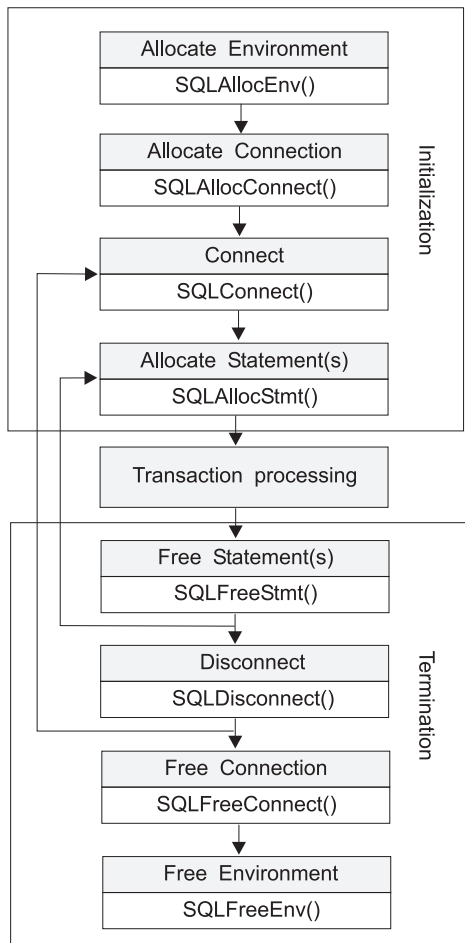 Allocate Environment
SQLAllocEnv()
Allocate Connection
SQLAllocConnect()
Initialization
Connect
SQLConnect()
Allocate Statement(s)
SQLAllocStmt()
Transaction processing
Free Statement(s)
SQLFreeStmt()
Termination
Disconnect
SQLDisconnect()
Free Connection
SQLFreeConnect()
Free Environment
SQLFreeEnv()